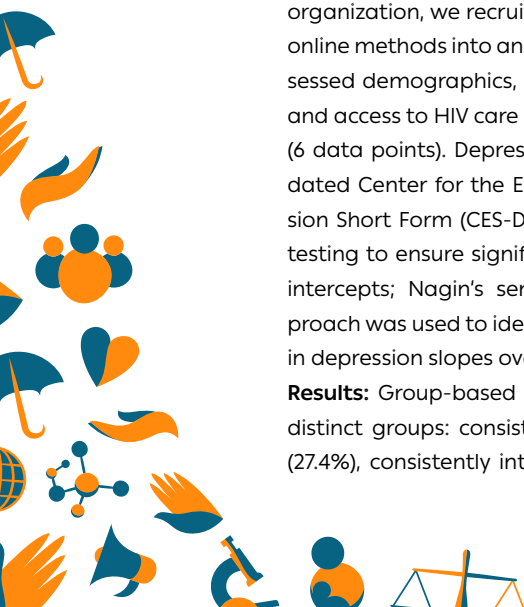 organization, we recrui
online methods into an
sessed demographics,
and access to HIV care
(6 data points). Depres
dated Center for the E
sion Short Form (CES-D
testing to ensure signif
intercepts; Nagin's ser
proach was used to ide
in depression slopes ov
Results: Group-based
distinct groups: consist
(27.4%), consistently int